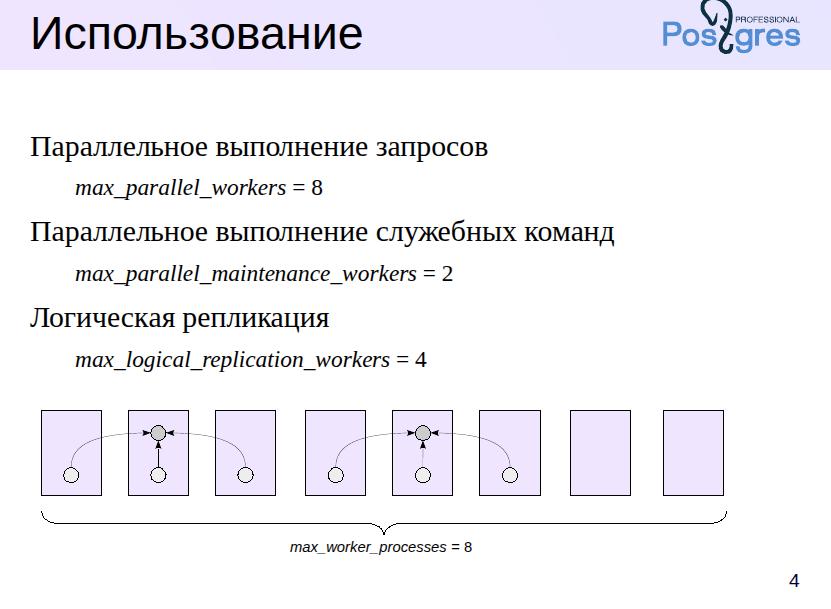 Использование
PROFESSIONAL
Postgres
Параллельное выполнение запросов
max_parallel_workers = 8
Параллельное выполнение служебных команд
max_parallel_maintenance_workers = 2
Логическая репликация
max_logical_replication_workers = 4
max_worker_processes = 8
4